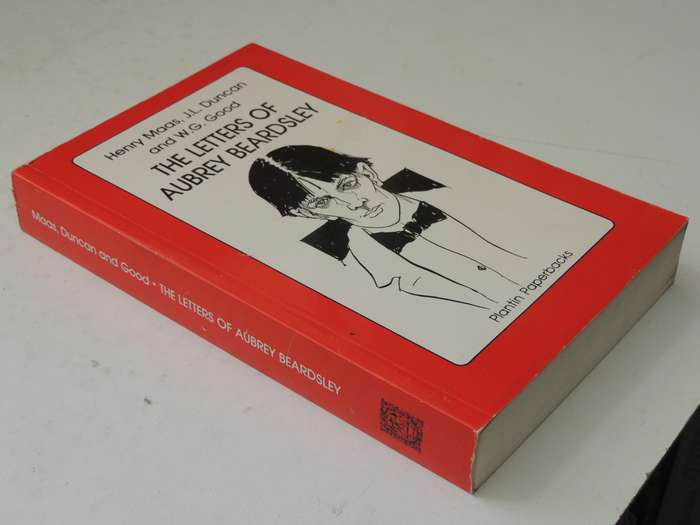 Henry Maas, J.L. Duncan
and W.G. Good
THE LETTERS OF
AUBREY BEARDSLEY
Plantin Paperbacks
Maas, Duncan and Good • THE LETTERS OF AUBREY BEARDSLEY